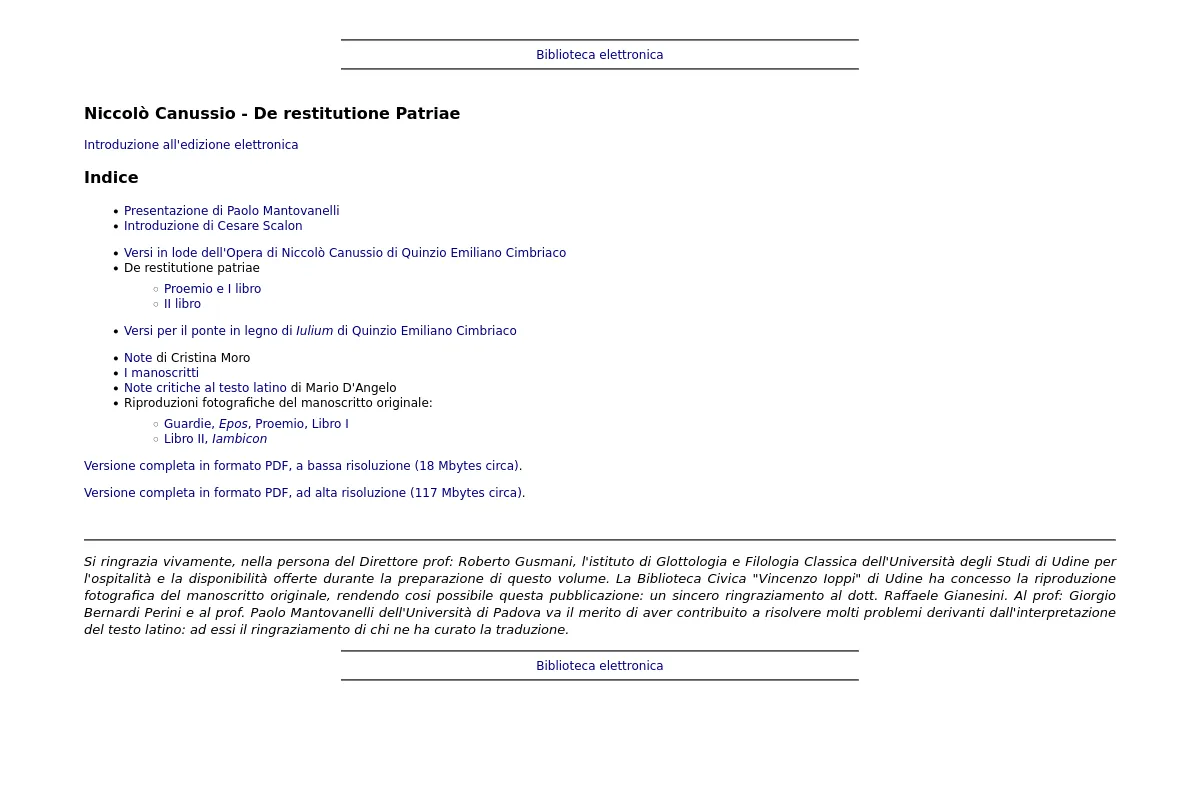 Biblioteca elettronica
Niccolò Canussio - De restitutione Patriae
Introduzione all'edizione elettronica
Indice
• Presentazione di Paolo Mantovanelli
• Introduzione di Cesare Scalon
• Versi in lode dell'Opera di Niccolò Canussio di Quinzio Emiliano Cimbriaco
• De restitutione patriae
◦ Proemio e I libro
◦ II libro
• Versi per il ponte in legno di Iulium di Quinzio Emiliano Cimbriaco
• Note di Cristina Moro
• I manoscritti
• Note critiche al testo latino di Mario D'Angelo
• Riproduzioni fotografiche del manoscritto originale:
◦ Guardie, Epos, Proemio, Libro I
◦ Libro II, Iambicon
Versione completa in formato PDF, a bassa risoluzione (18 Mbytes circa).
Versione completa in formato PDF, ad alta risoluzione (117 Mbytes circa).
Si ringrazia vivamente, nella persona del Direttore prof: Roberto Gusmani, l'istituto di Glottologia e Filologia Classica dell'Università degli Studi di Udine per
l'ospitalità e la disponibilità offerte durante la preparazione di questo volume. La Biblioteca Civica "Vincenzo Ioppi" di Udine ha concesso la riproduzione
fotografica del manoscritto originale, rendendo cosi possibile questa pubblicazione: un sincero ringraziamento al dott. Raffaele Gianesini. Al prof: Giorgio
Bernardi Perini e al prof. Paolo Mantovanelli dell'Università di Padova va il merito di aver contribuito a risolvere molti problemi derivanti dall'interpretazione
del testo latino: ad essi il ringraziamento di chi ne ha curato la traduzione.
Biblioteca elettronica